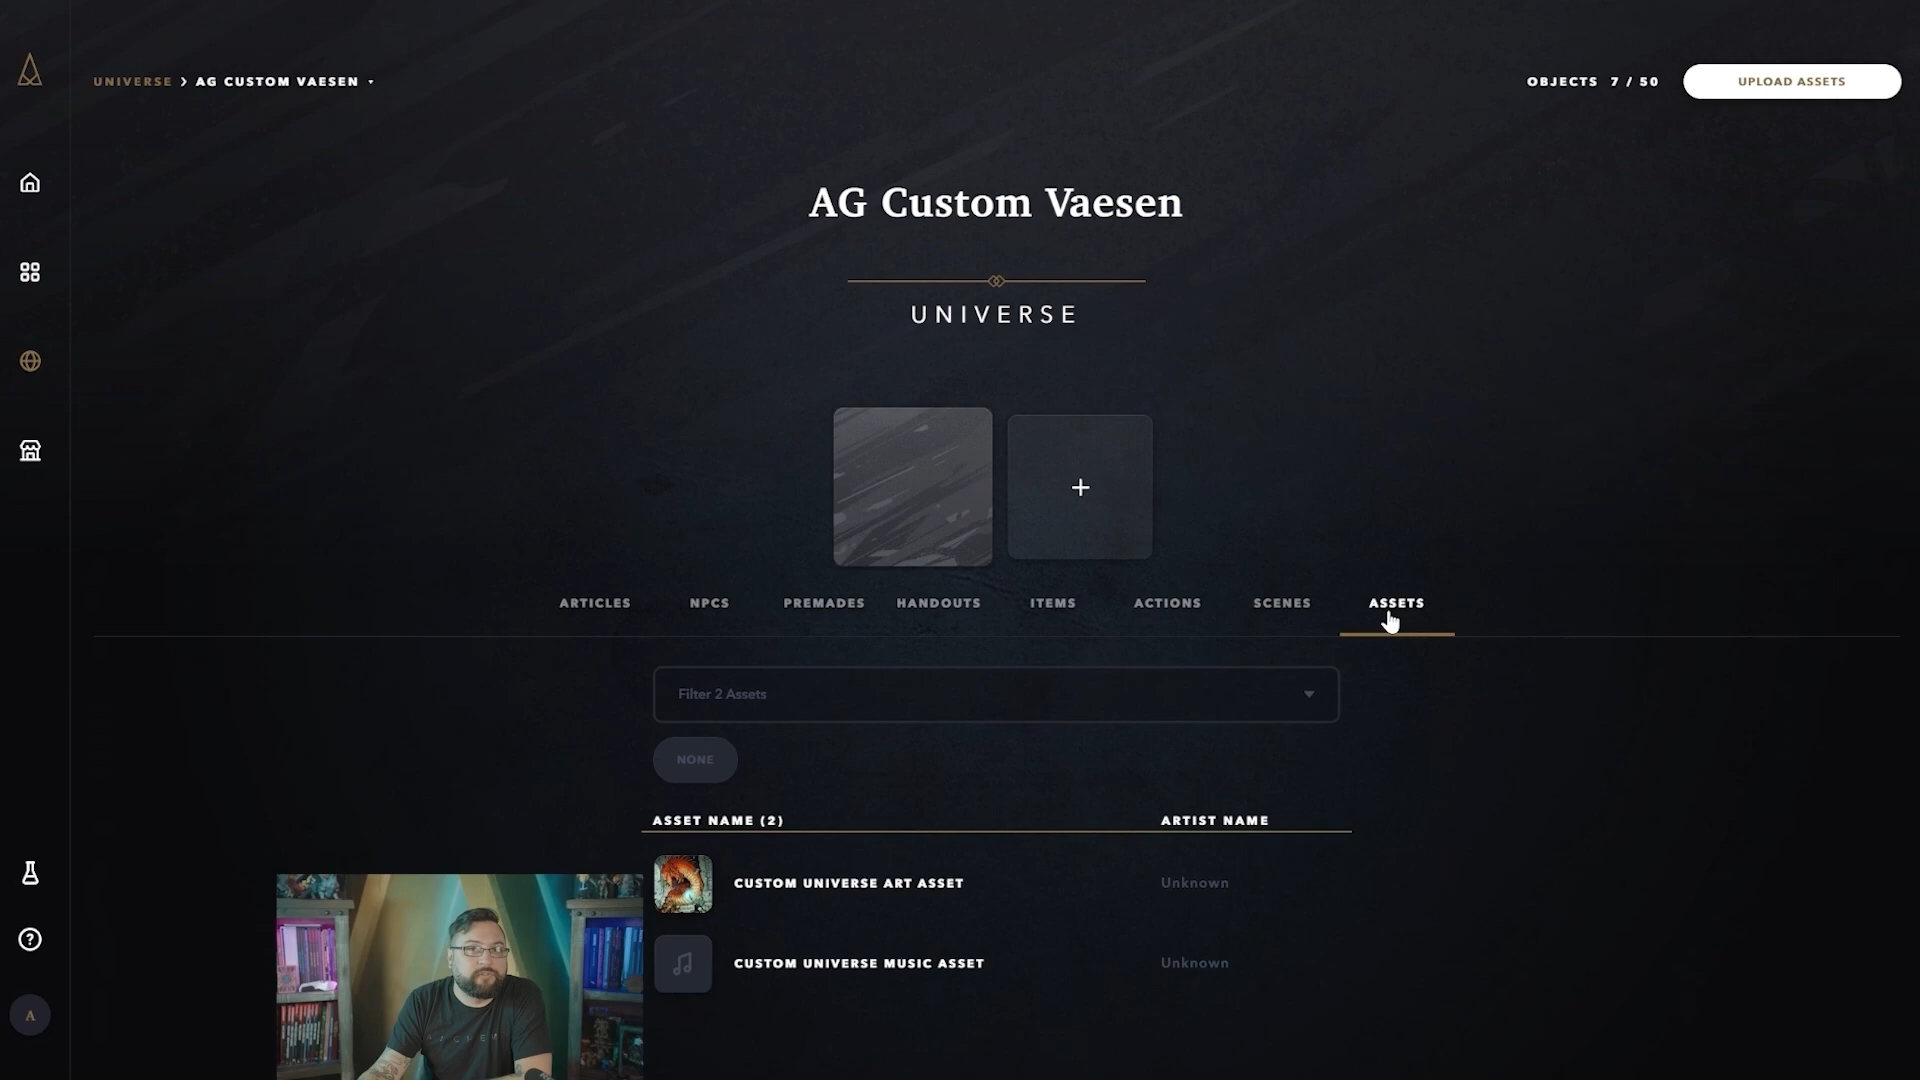 UNIVERSE > AG CUSTOM VAESEN
OBJECTS 7 / 50
UPLOAD ASSETS
AG Custom Vaesen
UNIVERSE
+
ARTICLES NPCS PREMADES HANDOUTS ITEMS ACTIONS SCENES ASSETS
Filter 2 Assets
NONE
ASSET NAME (2) ARTIST NAME
CUSTOM UNIVERSE ART ASSET Unknown
CUSTOM UNIVERSE MUSIC ASSET Unknown
?
A